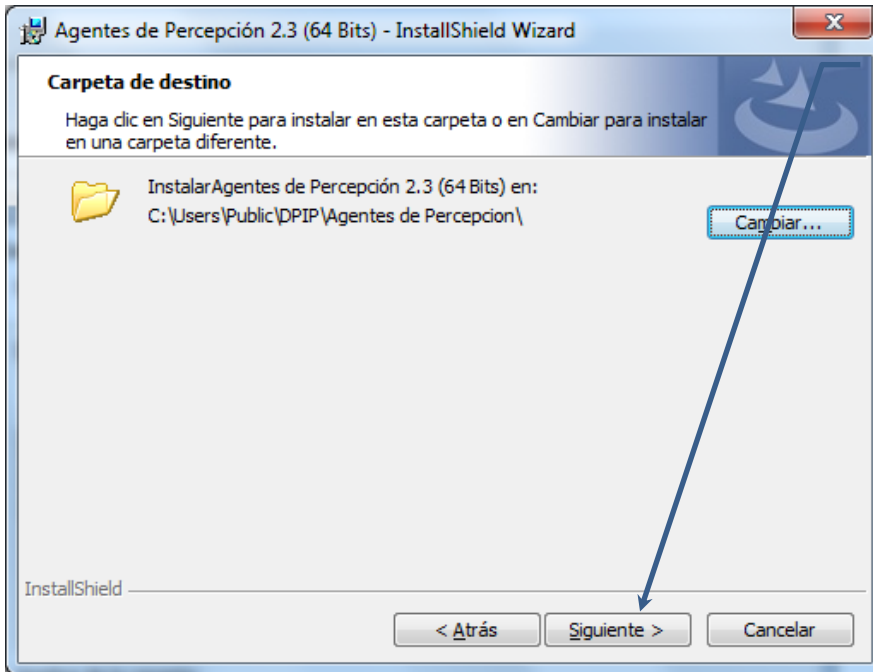 Agentes de Percepción 2.3 (64 Bits) - InstallShield Wizard
Carpeta de destino
Haga clic en Siguiente para instalar en esta carpeta o en Cambiar para instalar
en una carpeta diferente.
InstalarAgentes de Percepción 2.3 (64 Bits) en:
C:\Users\Public\DPIP\Agentes de Percepcion\
Cambiar...
InstallShield
< Atrás
Siguiente >
Cancelar